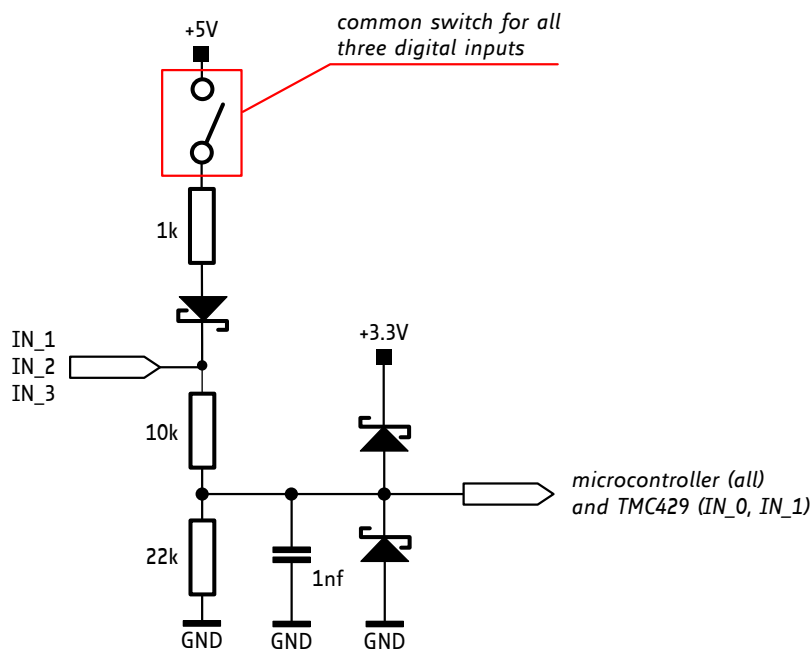 common switch for all
three digital inputs
+5V
1k
IN_1
IN_2
IN_3
+3.3V
10k
microcontroller (all)
and TMC429 (IN_0, IN_1)
22k
1nf
GND
GND
GND